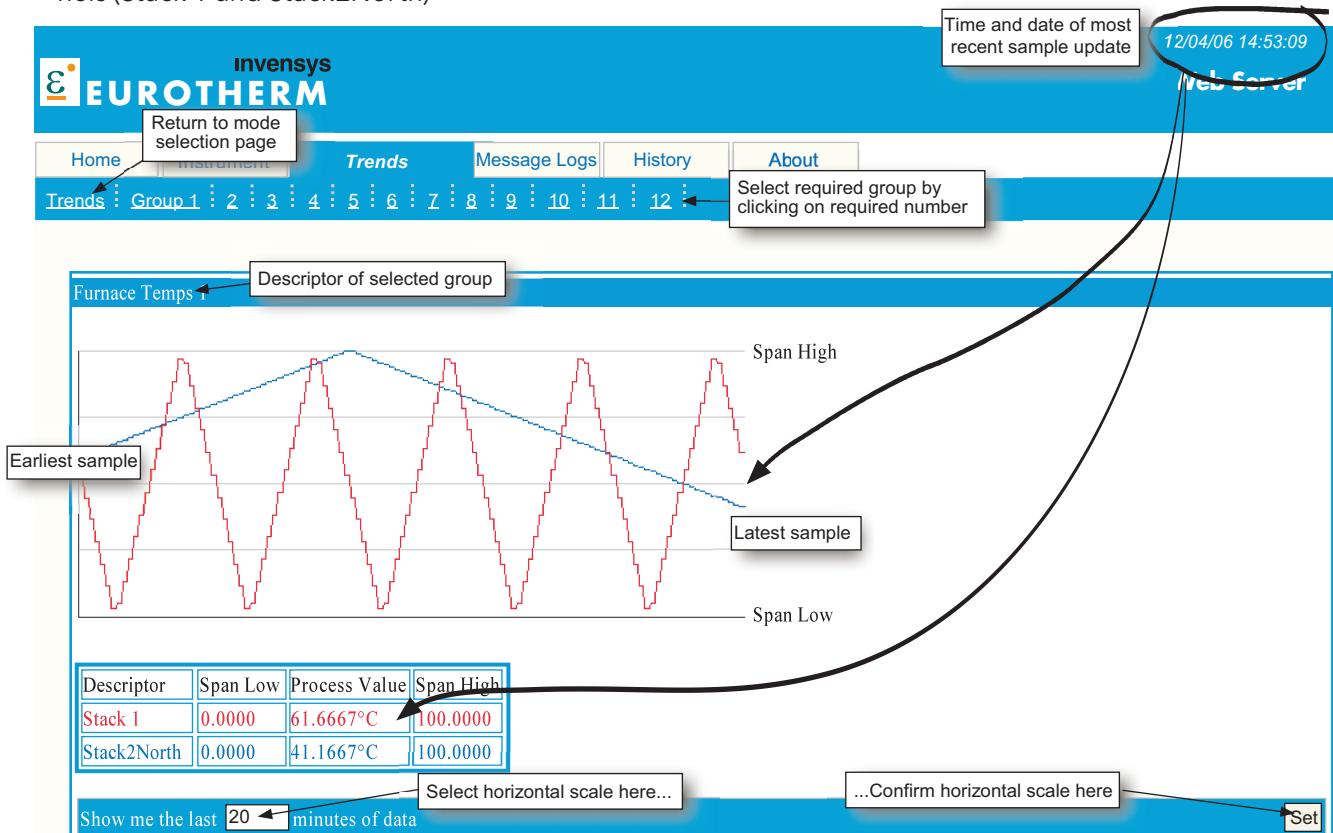 here (Stack 1 and Stack2North)
Time and date of most
recent sample update
12/04/06 14:53:09
Web Server
invensys
EUROTHERM
Return to mode
selection page
Home
Instrument
Trends
Message Logs
History
About
Trends Group 1 2 3 4 5 6 7 8 9 10 11 12
Select required group by
clicking on required number
Furnace Temps 1
Descriptor of selected group
Span High
Earliest sample
Latest sample
Span Low
Descriptor Span Low Process Value Span High
Stack 1 0.0000 61.6667°C 100.0000
Stack2North 0.0000 41.1667°C 100.0000
Select horizontal scale here...
...Confirm horizontal scale here
Show me the last 20 minutes of data
Set